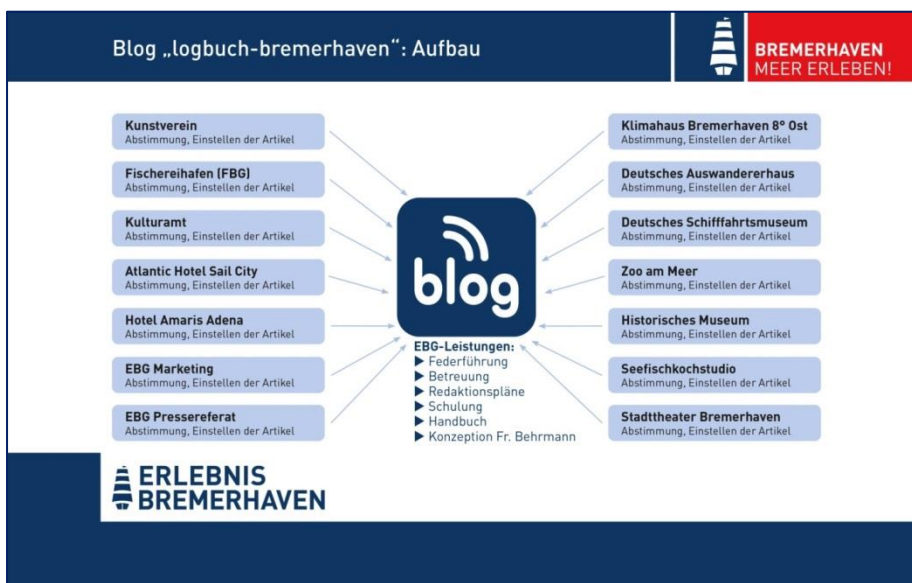 Blog „logbuch-bremerhaven“: Aufbau
BREMERHAVEN
MEER ERLEBEN!
Kunstverein
Abstimmung, Einstellen der Artikel
Fischereihafen (FBG)
Abstimmung, Einstellen der Artikel
Kulturamt
Abstimmung, Einstellen der Artikel
Atlantic Hotel Sail City
Abstimmung, Einstellen der Artikel
Hotel Amaris Adena
Abstimmung, Einstellen der Artikel
EBG Marketing
Abstimmung, Einstellen der Artikel
EBG Pressereferat
Abstimmung, Einstellen der Artikel
blog
EBG-Leistungen:
▶ Federführung
▶ Betreuung
▶ Redaktionspläne
▶ Schulung
▶ Handbuch
▶ Konzeption Fr. Behrmann
Klimahaus Bremerhaven 8° Ost
Abstimmung, Einstellen der Artikel
Deutsches Auswandererhaus
Abstimmung, Einstellen der Artikel
Deutsches Schifffahrtsmuseum
Abstimmung, Einstellen der Artikel
Zoo am Meer
Abstimmung, Einstellen der Artikel
Historisches Museum
Abstimmung, Einstellen der Artikel
Seefischkochstudio
Abstimmung, Einstellen der Artikel
Stadttheater Bremerhaven
Abstimmung, Einstellen der Artikel
ERLEBNIS
BREMERHAVEN